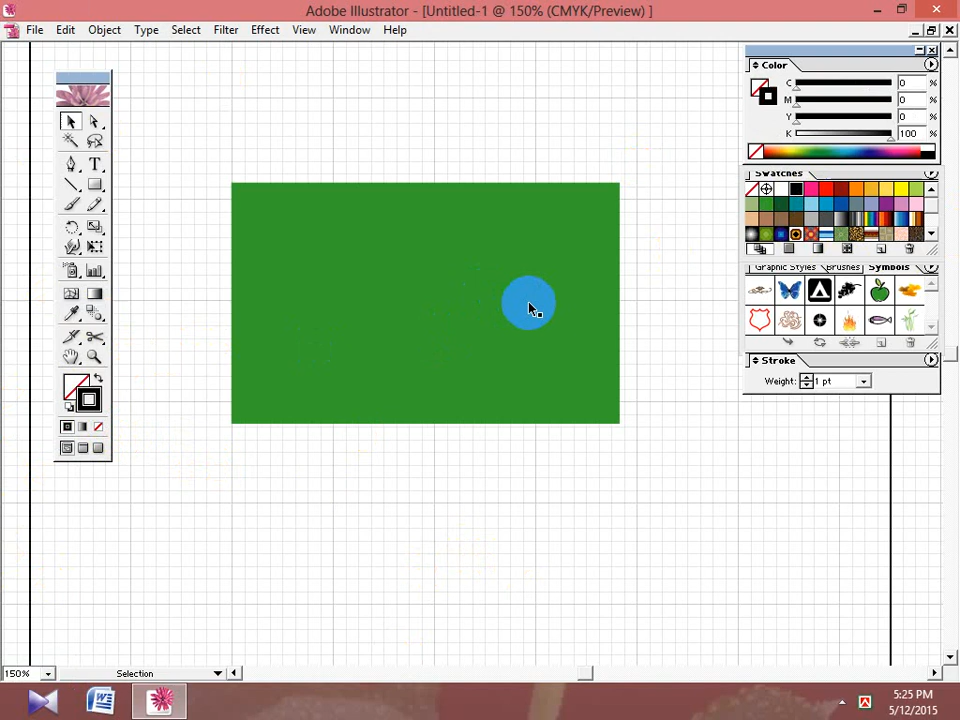 Adobe Illustrator - [Untitled-1 @ 150% (CMYK/Preview) ]
File Edit Object Type Select Filter Effect View Window Help
Color
C 0 %
M 0 %
Y 0 %
K 100 %
Swatches
Graphic Styles Brushes Symbols
Stroke
Weight: 1 pt
T
150% Selection
W
5:25 PM
5/12/2015